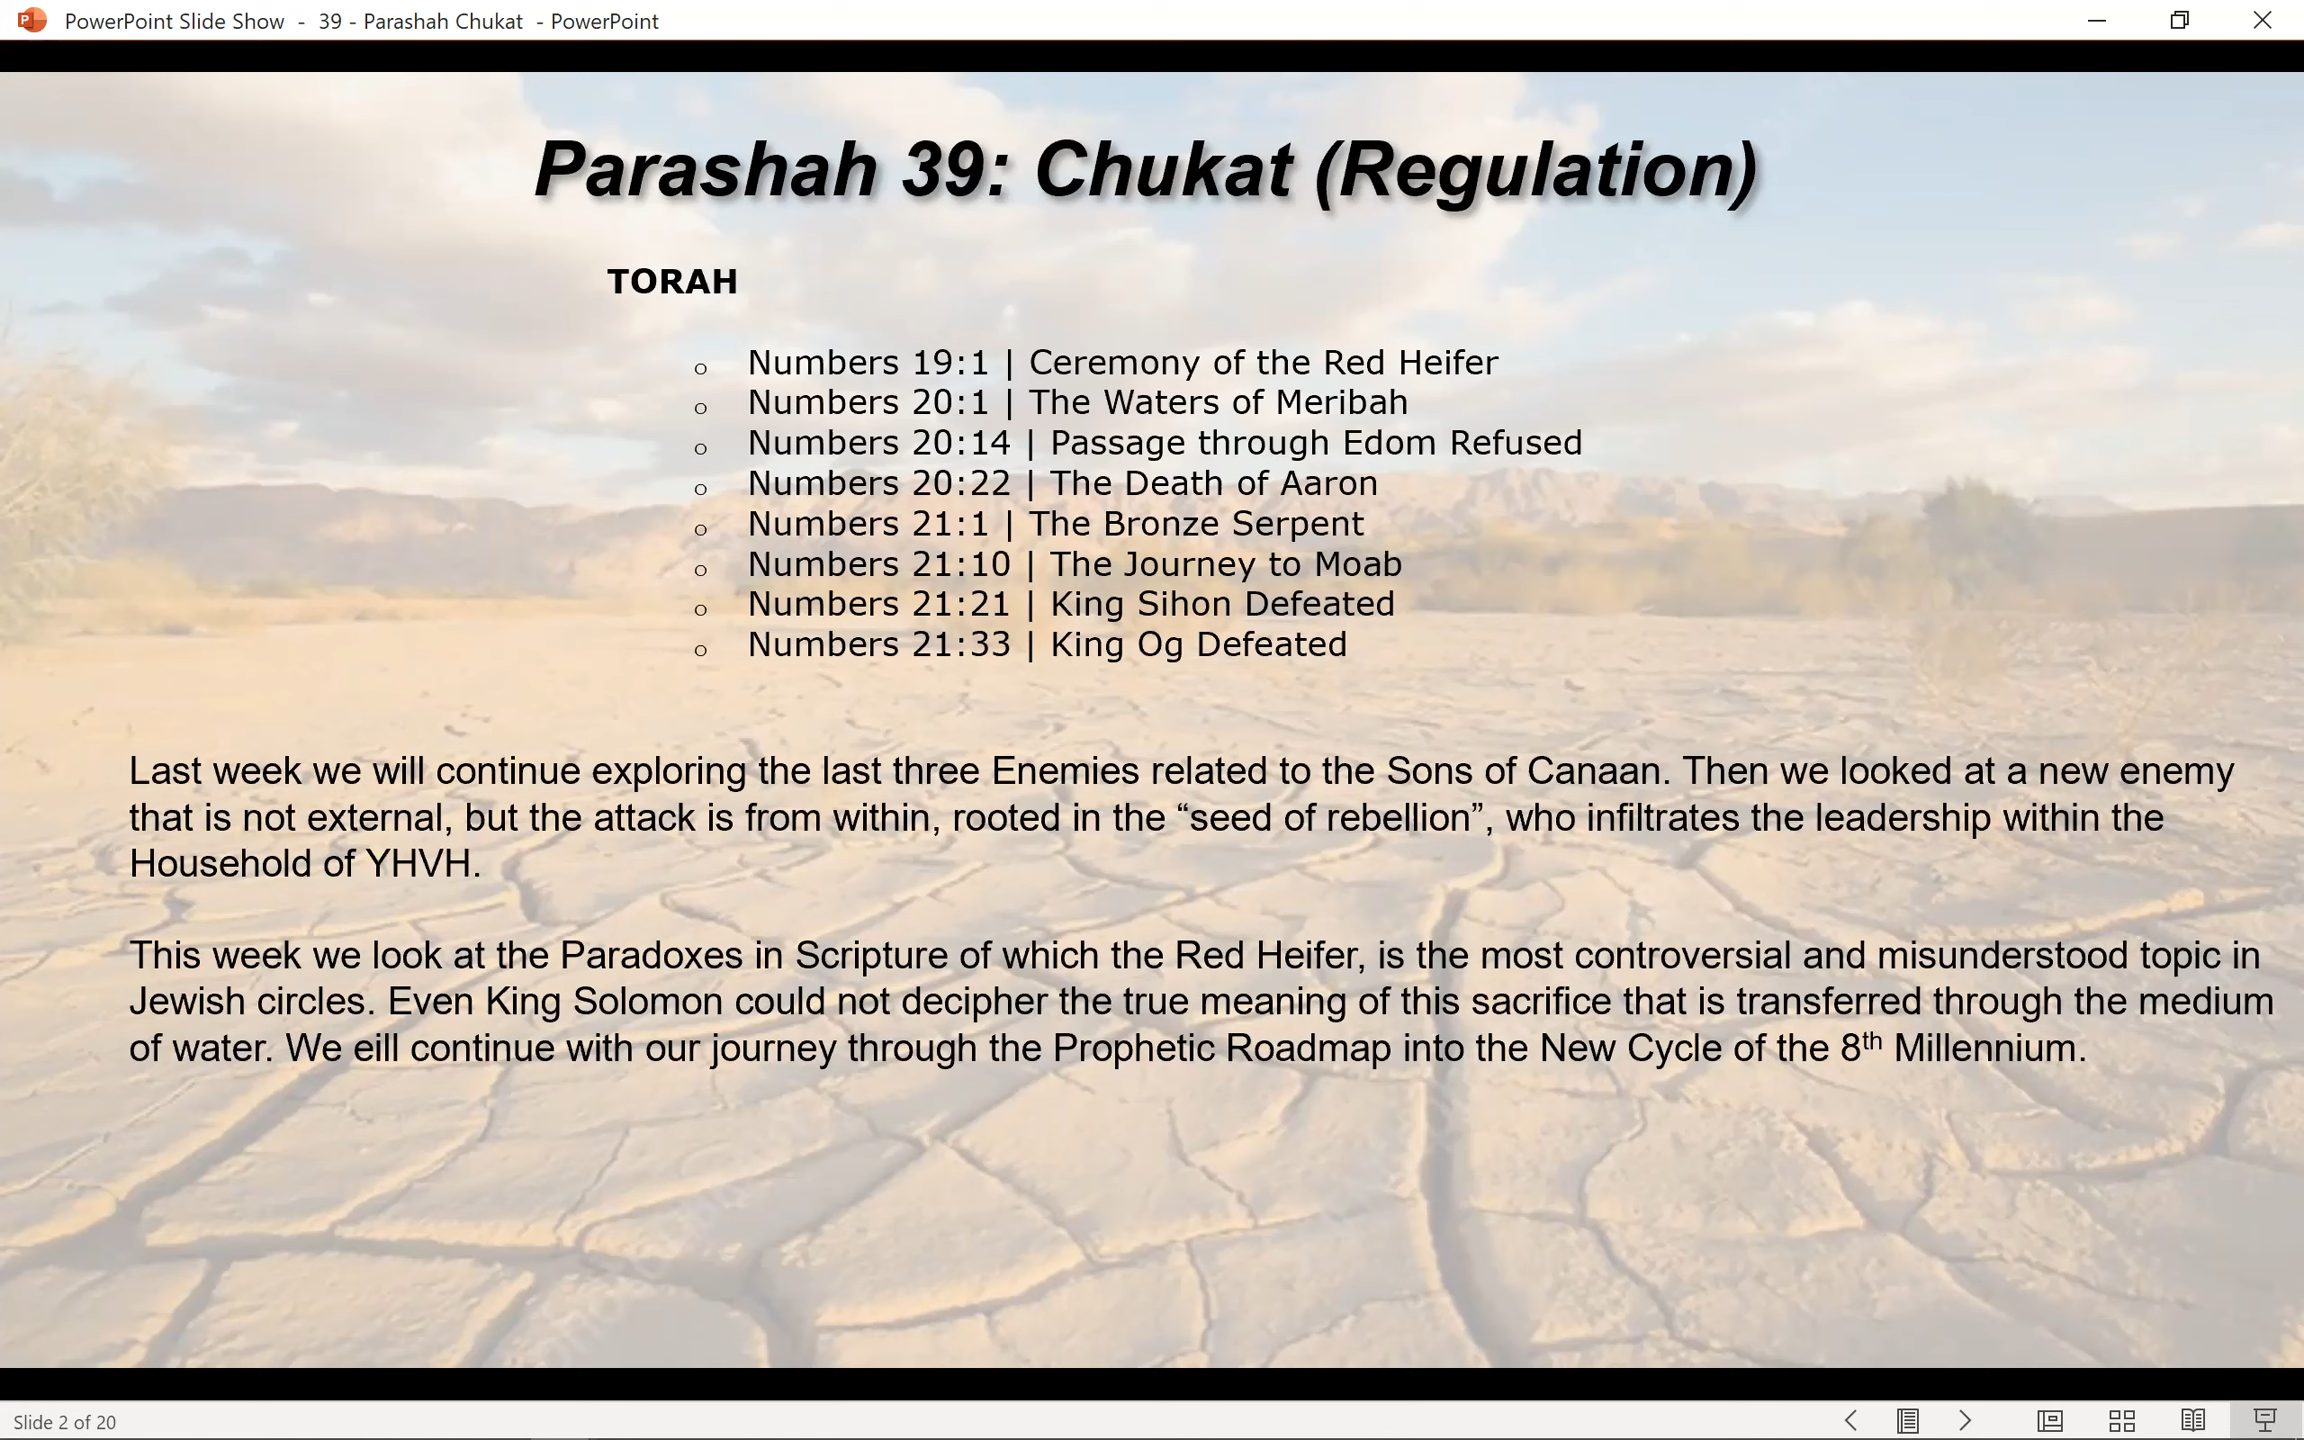 PowerPoint Slide Show - 39 - Parashah Chukat - PowerPoint
Parashah 39: Chukat (Regulation)
TORAH
o Numbers 19:1 | Ceremony of the Red Heifer
o Numbers 20:1 | The Waters of Meribah
o Numbers 20:14 | Passage through Edom Refused
o Numbers 20:22 | The Death of Aaron
o Numbers 21:1 | The Bronze Serpent
o Numbers 21:10 | The Journey to Moab
o Numbers 21:21 | King Sihon Defeated
o Numbers 21:33 | King Og Defeated
Last week we will continue exploring the last three Enemies related to the Sons of Canaan. Then we looked at a new enemy
that is not external, but the attack is from within, rooted in the “seed of rebellion”, who infiltrates the leadership within the
Household of YHVH.
This week we look at the Paradoxes in Scripture of which the Red Heifer, is the most controversial and misunderstood topic in
Jewish circles. Even King Solomon could not decipher the true meaning of this sacrifice that is transferred through the medium
of water. We eill continue with our journey through the Prophetic Roadmap into the New Cycle of the 8th Millennium.
Slide 2 of 20